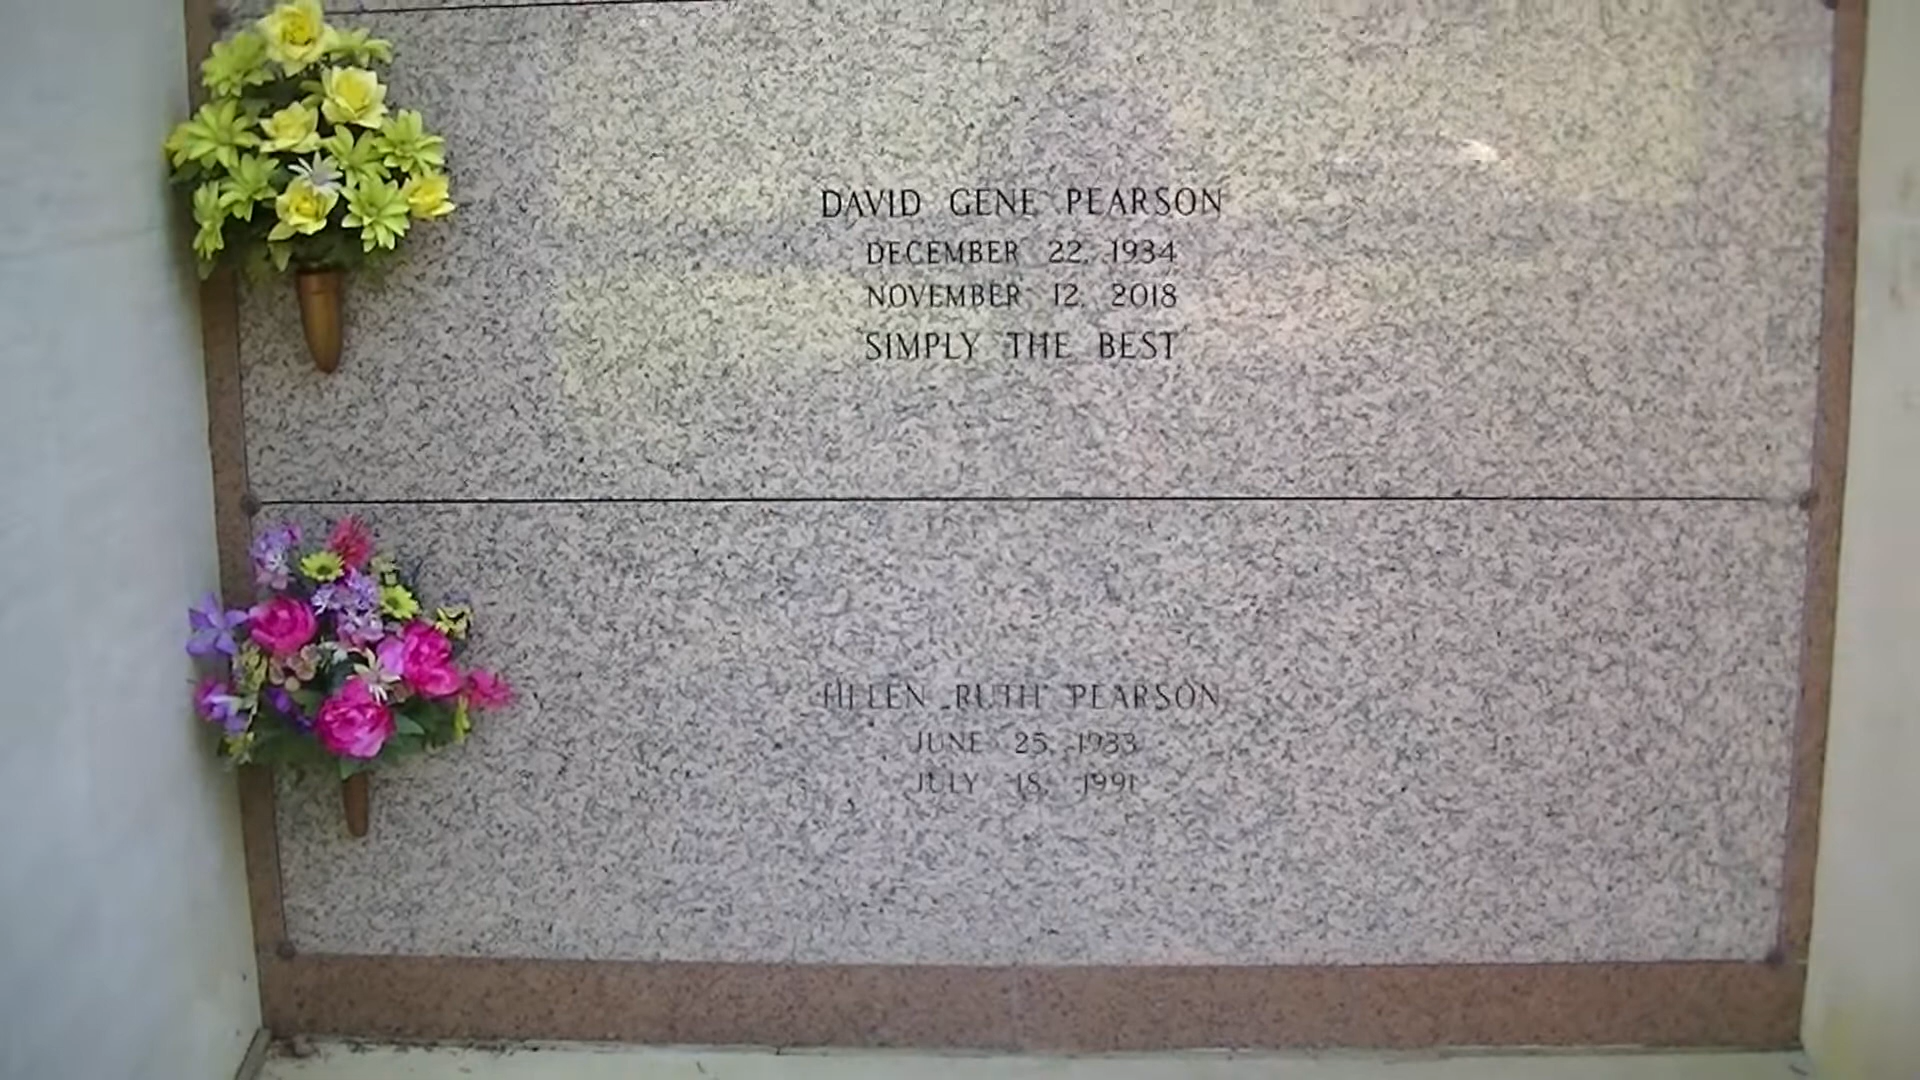 DAVID GENE PEARSON
DECEMBER 22, 1934
NOVEMBER 12, 2018
SIMPLY THE BEST
HELEN RUTH PEARSON
JUNE 25, 1933
JULY 18, 1991